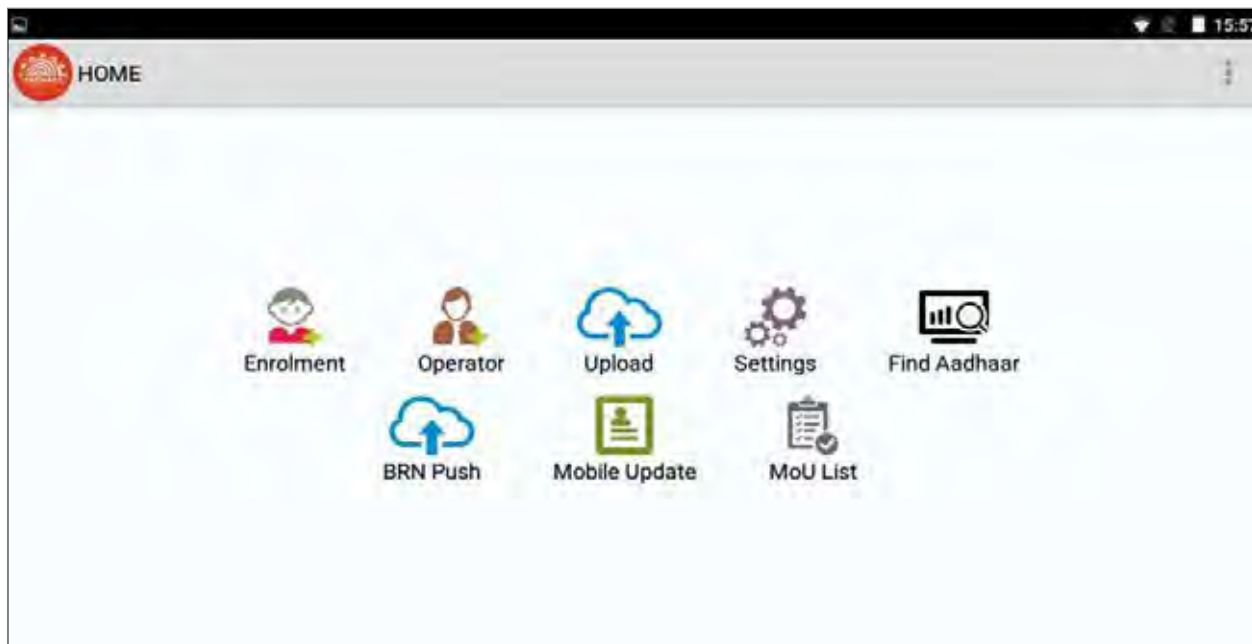 15:57
HOME
Enrolment Operator Upload Settings Find Aadhaar
BRN Push Mobile Update MoU List